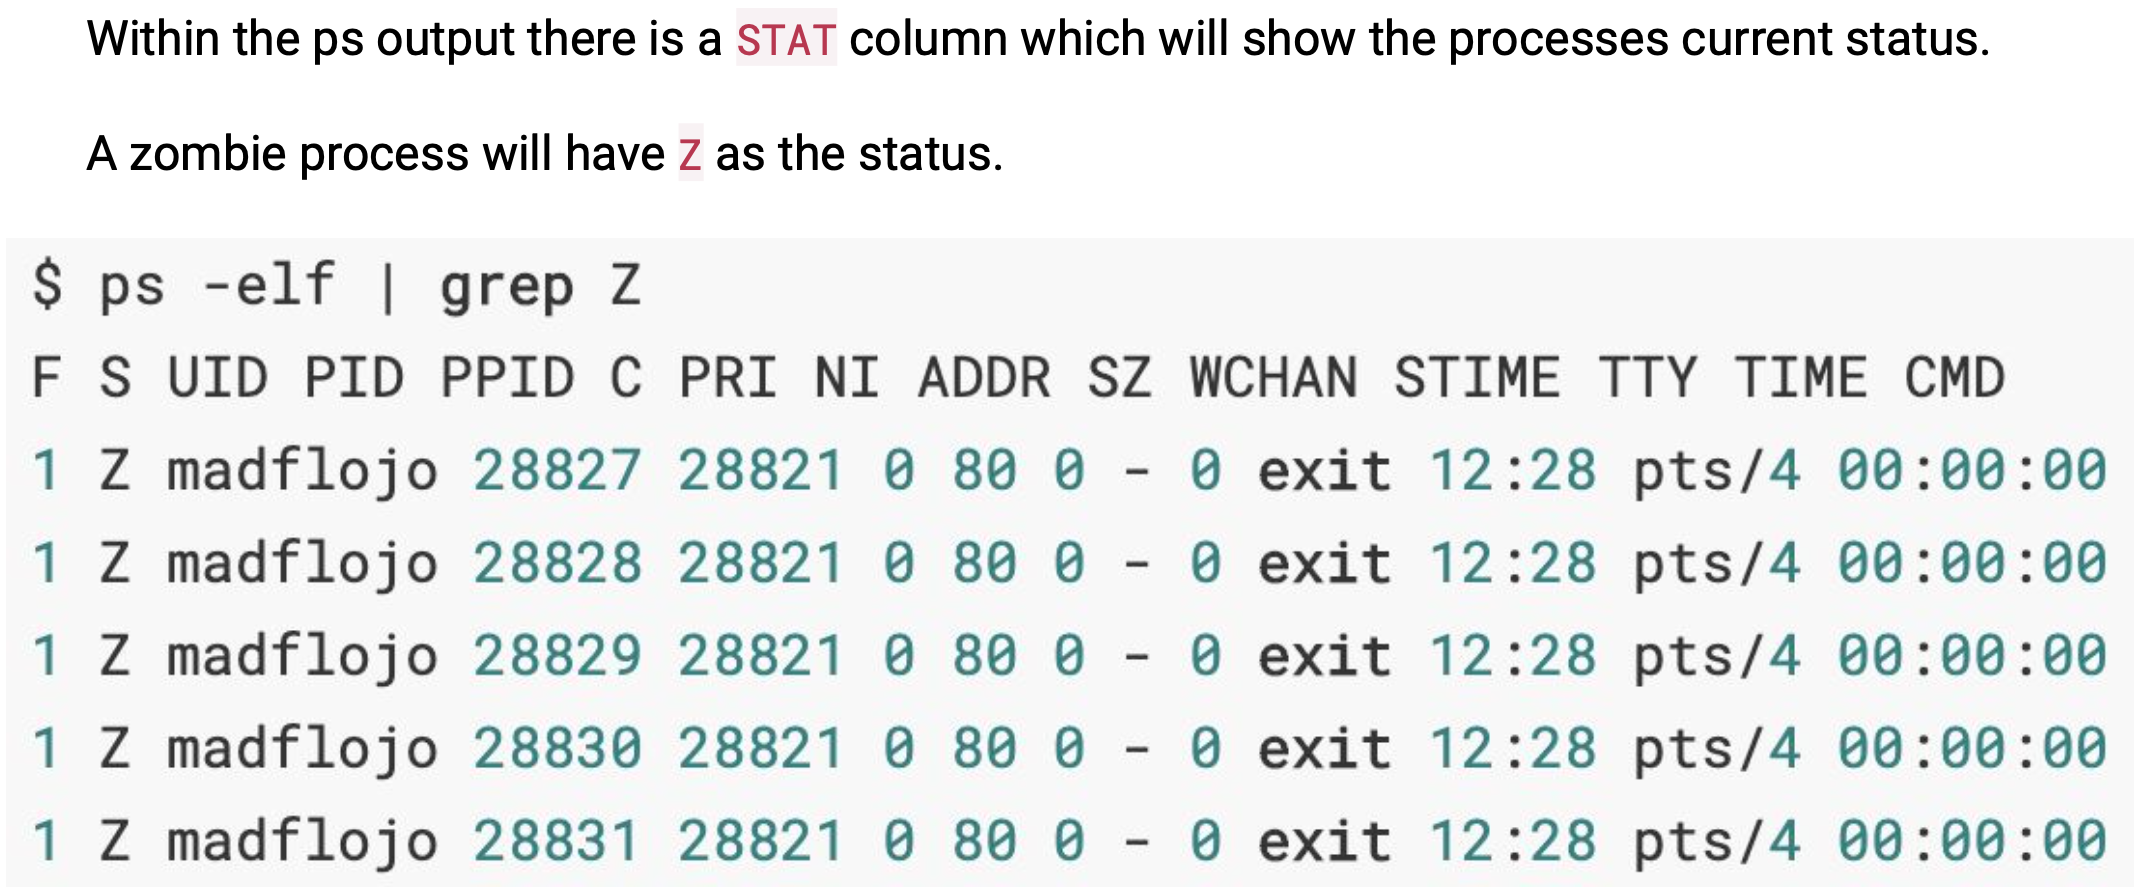 Within the ps output there is a STAT column which will show the processes current status.
A zombie process will have Z as the status.
$ ps -elf | grep Z
F S UID PID PPID C PRI NI ADDR SZ WCHAN STIME TTY TIME CMD
1 Z madflojo 28827 28821 0 80 0 - 0 exit 12:28 pts/4 00:00:00
1 Z madflojo 28828 28821 0 80 0 - 0 exit 12:28 pts/4 00:00:00
1 Z madflojo 28829 28821 0 80 0 - 0 exit 12:28 pts/4 00:00:00
1 Z madflojo 28830 28821 0 80 0 - 0 exit 12:28 pts/4 00:00:00
1 Z madflojo 28831 28821 0 80 0 - 0 exit 12:28 pts/4 00:00:00